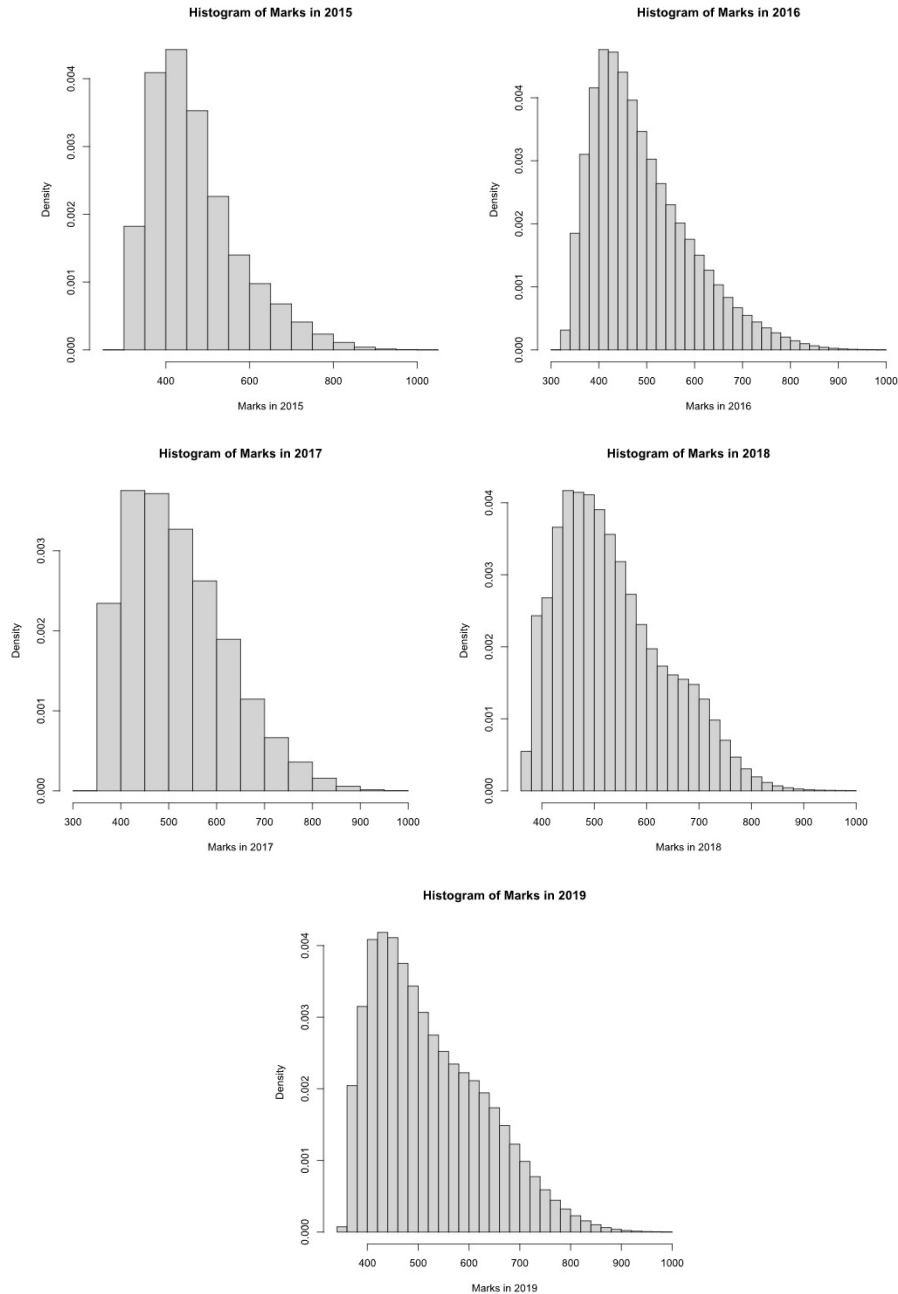 Histogram of Marks in 2015
Density
0.000 0.001 0.002 0.003 0.004
400 600 800 1000
Marks in 2015
Histogram of Marks in 2016
Density
0.000 0.001 0.002 0.003 0.004
300 400 500 600 700 800 900 1000
Marks in 2016
Histogram of Marks in 2017
Density
0.000 0.001 0.002 0.003
300 400 500 600 700 800 900 1000
Marks in 2017
Histogram of Marks in 2018
Density
0.000 0.001 0.002 0.003 0.004
400 500 600 700 800 900 1000
Marks in 2018
Histogram of Marks in 2019
Density
0.000 0.001 0.002 0.003 0.004
400 500 600 700 800 900 1000
Marks in 2019